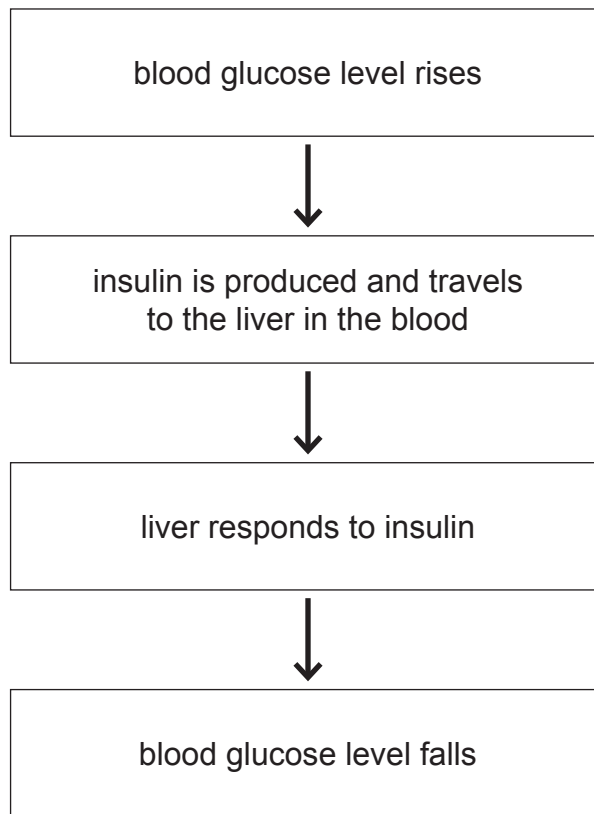 blood glucose level rises
insulin is produced and travels
to the liver in the blood
liver responds to insulin
blood glucose level falls